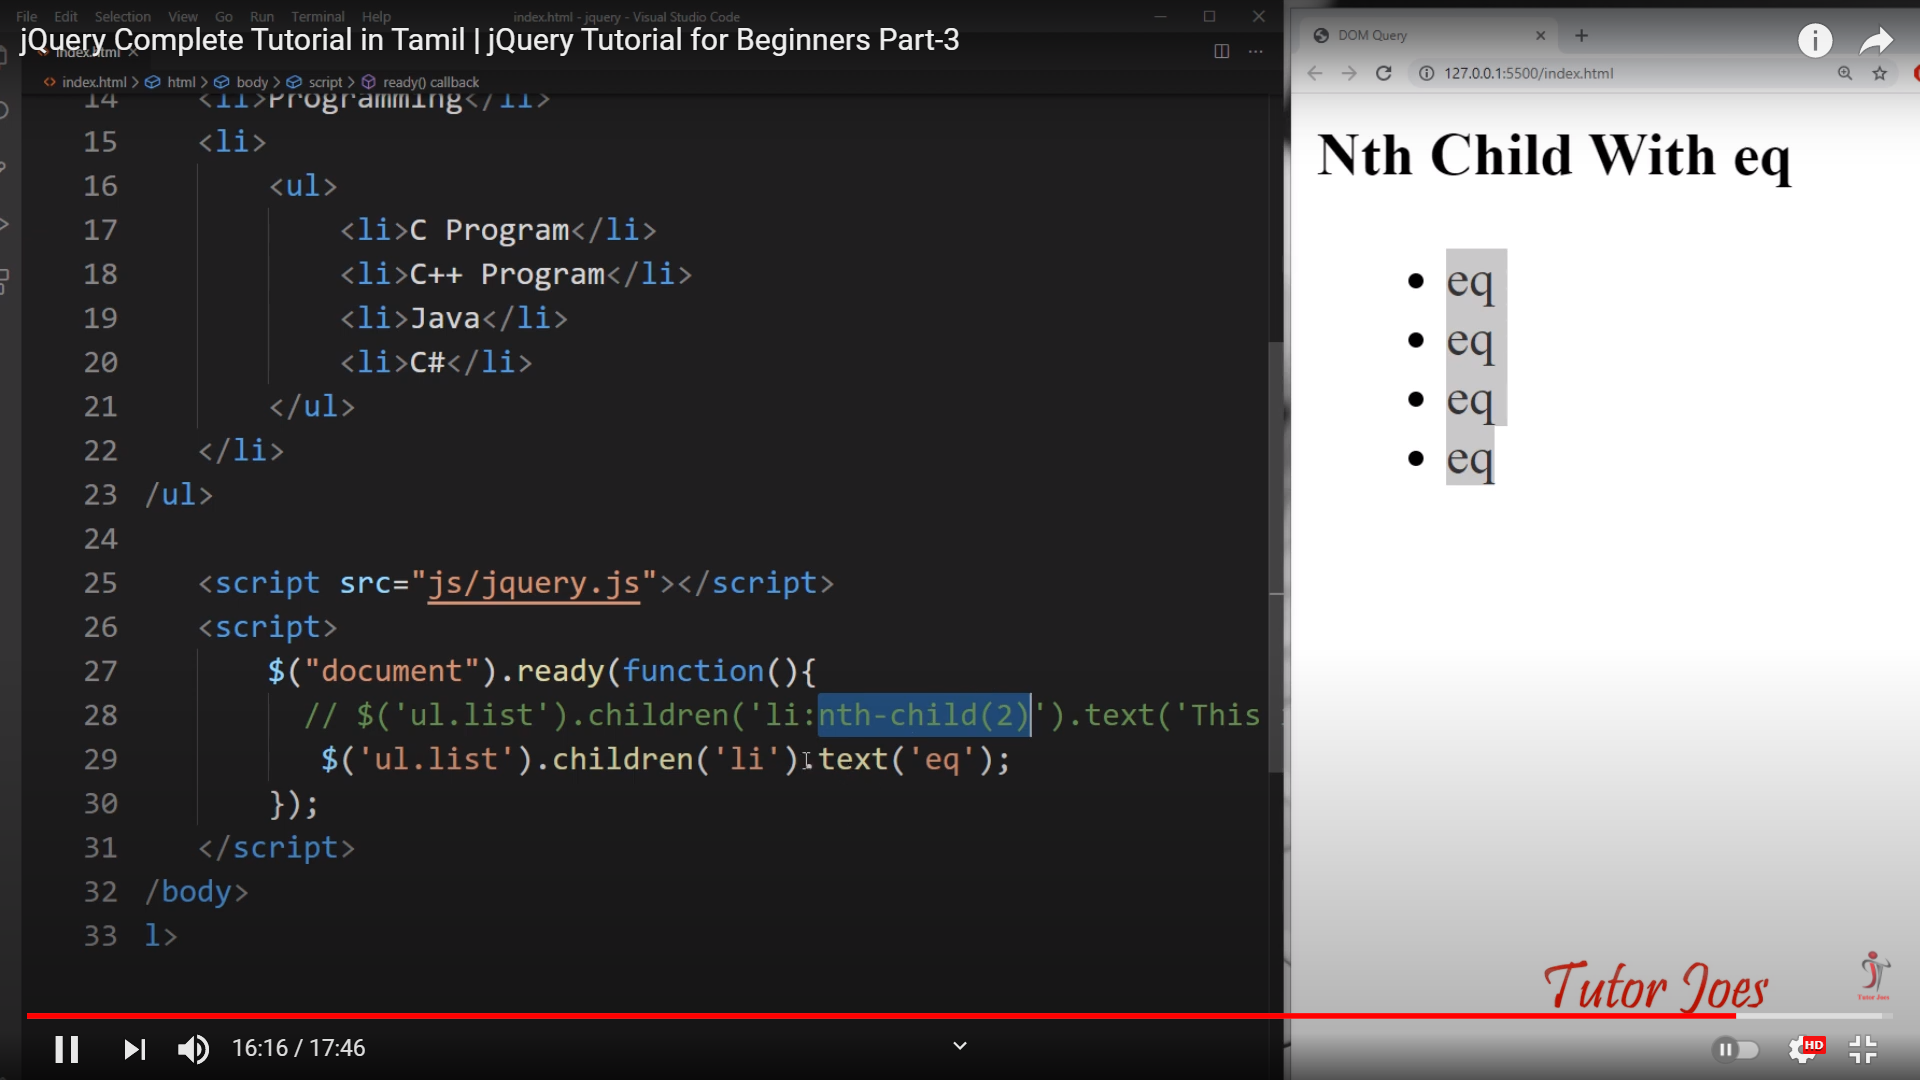 File Edit Selection View Go Run Terminal Help index.html - jquery - Visual Studio Code
jQuery Complete Tutorial in Tamil | jQuery Tutorial for Beginners Part-3
index.html
index.html > html > body > script > ready() callback
14 <li>Programming</li>
15 <li>
16 <ul>
17 <li>C Program</li>
18 <li>C++ Program</li>
19 <li>Java</li>
20 <li>C#</li>
21 </ul>
22 </li>
23 /ul>
24
25 <script src="js/jquery.js"></script>
26 <script>
27 $("document").ready(function(){
28 // $('ul.list').children('li:nth-child(2)').text('This
29 $('ul.list').children('li').text('eq');
30 });
31 </script>
32 /body>
33 l>
DOM Query
127.0.0.1:5500/index.html
Nth Child With eq
• eq
• eq
• eq
• eq
Tutor Joes
Tutor Joes
16:16 / 17:46
HD